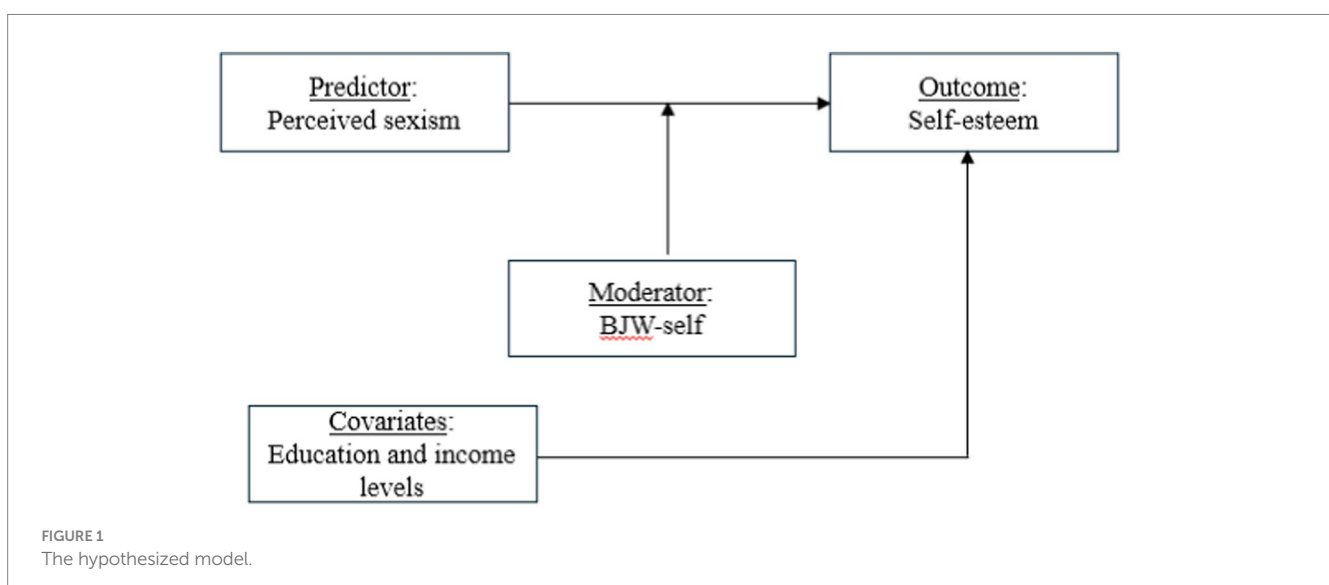 Predictor:
Perceived sexism
Outcome:
Self-esteem
Moderator:
BJW-self
Covariates:
Education and income
levels
FIGURE 1
The hypothesized model.